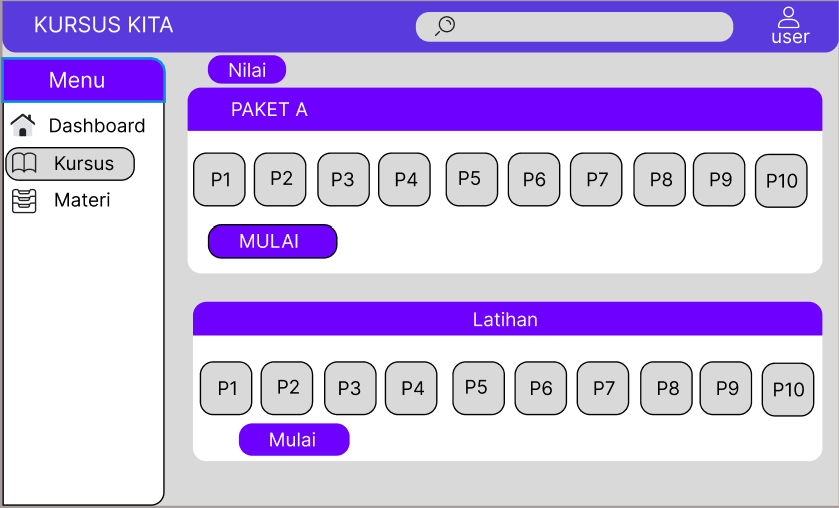 KURSUS KITA
user
Menu
Dashboard
Kursus
Materi
Nilai
PAKET A
P1 P2 P3 P4 P5 P6 P7 P8 P9 P10
MULAI
Latihan
P1 P2 P3 P4 P5 P6 P7 P8 P9 P10
Mulai